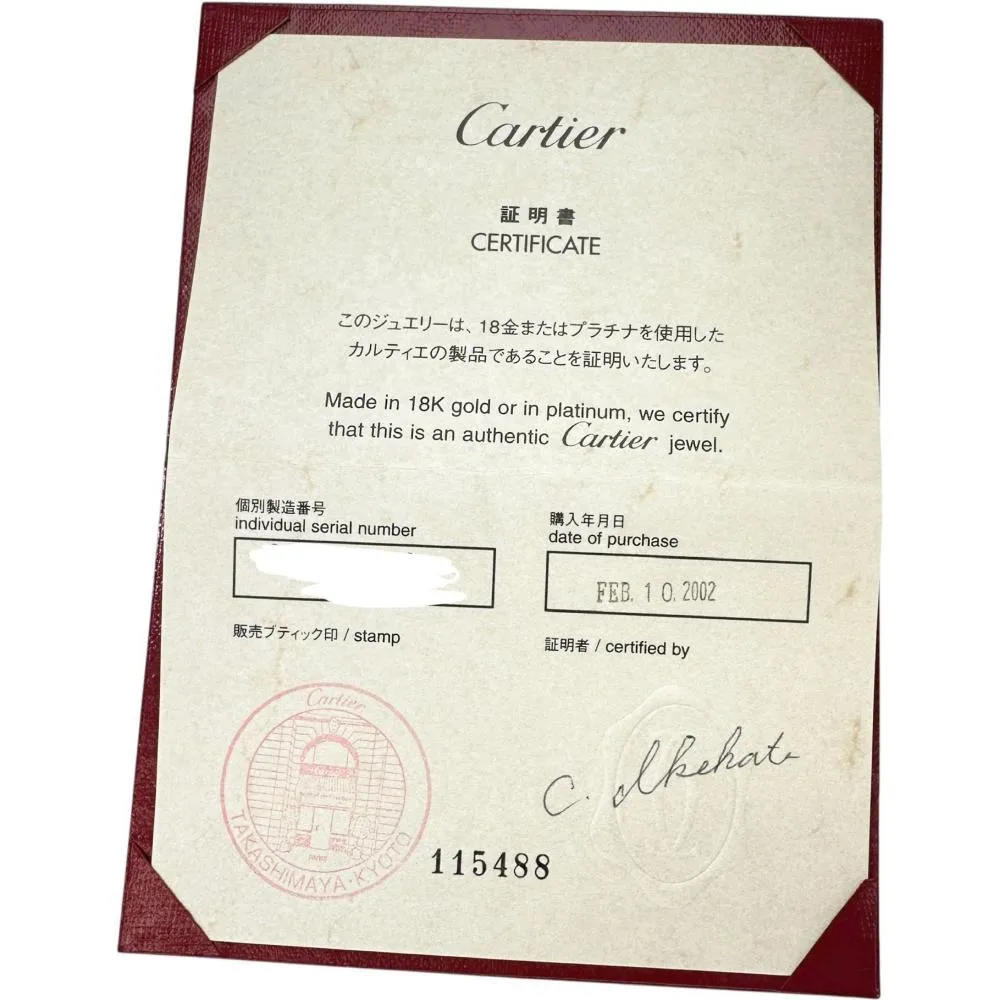 Cartier
証明書
CERTIFICATE
このジュエリーは、18金またはプラチナを使用した
カルティエの製品であることを証明いたします。
Made in 18K gold or in platinum, we certify
that this is an authentic Cartier jewel.
個別製造番号
individual serial number
購入年月日
date of purchase
FEB. 10. 2002
販売ブティック印 / stamp
証明者 / certified by
Cartier
PARIS
TAKASHIMAYA·KYOTO
115488